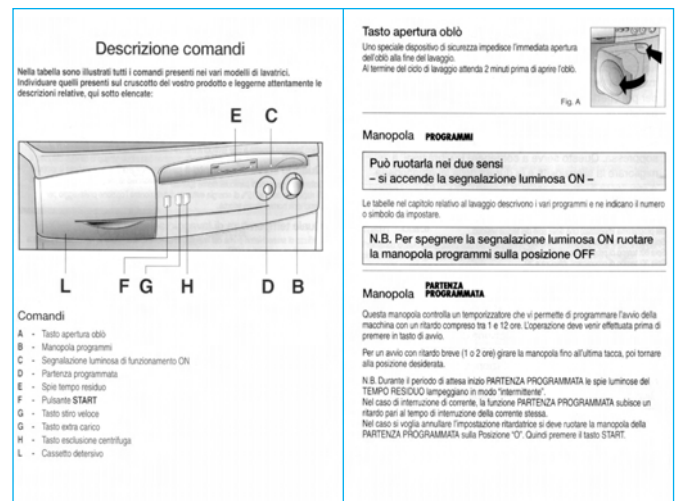 Descrizione comandi
Nella tabella sono illustrati tutti i comandi presenti nei vari modelli di lavatrici.
Individuare quelli presenti sul cruscotto del vostro prodotto e leggerne attentamente le
descrizioni relative, qui sotto elencate:
E C
L F G H D B
Comandi
A - Tasto apertura oblò
B - Manopola programmi
C - Segnalazione luminosa di funzionamento ON
D - Partenza programmata
E - Spie tempo residuo
F - Pulsante START
G - Tasto stiro veloce
G - Tasto extra carico
H - Tasto esclusione centrifuga
L - Cassetto detersivo
Tasto apertura oblò
Uno speciale dispositivo di sicurezza impedisce l'immediata apertura
dell'oblò alla fine del lavaggio.
Al termine del ciclo di lavaggio attenda 2 minuti prima di aprire l'oblò.
Fig. A
Manopola PROGRAMMI
Può ruotarla nei due sensi
– si accende la segnalazione luminosa ON –
Le tabelle nel capitolo relativo al lavaggio descrivono i vari programmi e ne indicano il numero
o simbolo da impostare.
N.B. Per spegnere la segnalazione luminosa ON ruotare
la manopola programmi sulla posizione OFF
Manopola PARTENZA
PROGRAMMATA
Questa manopola controlla un temporizzatore che vi permette di programmare l'avvio della
macchina con un ritardo compreso tra 1 e 12 ore. L'operazione deve venir effettuata prima di
premere in tasto di avvio.
Per un avvio con ritardo breve (1 o 2 ore) girare la manopola fino all'ultima tacca, poi tornare
alla posizione desiderata.
N.B. Durante il periodo di attesa inizio PARTENZA PROGRAMMATA le spie luminose del
TEMPO RESIDUO lampeggiano in modo "intermittente".
Nel caso di interruzione di corrente, la funzione PARTENZA PROGRAMMATA subisce un
ritardo pari al tempo di interruzione della corrente stessa.
Nel caso si voglia annullare l'impostazione ritardatrice si deve ruotare la manopola della
PARTENZA PROGRAMMATA sulla Posizione "O". Quindi premere il tasto START.